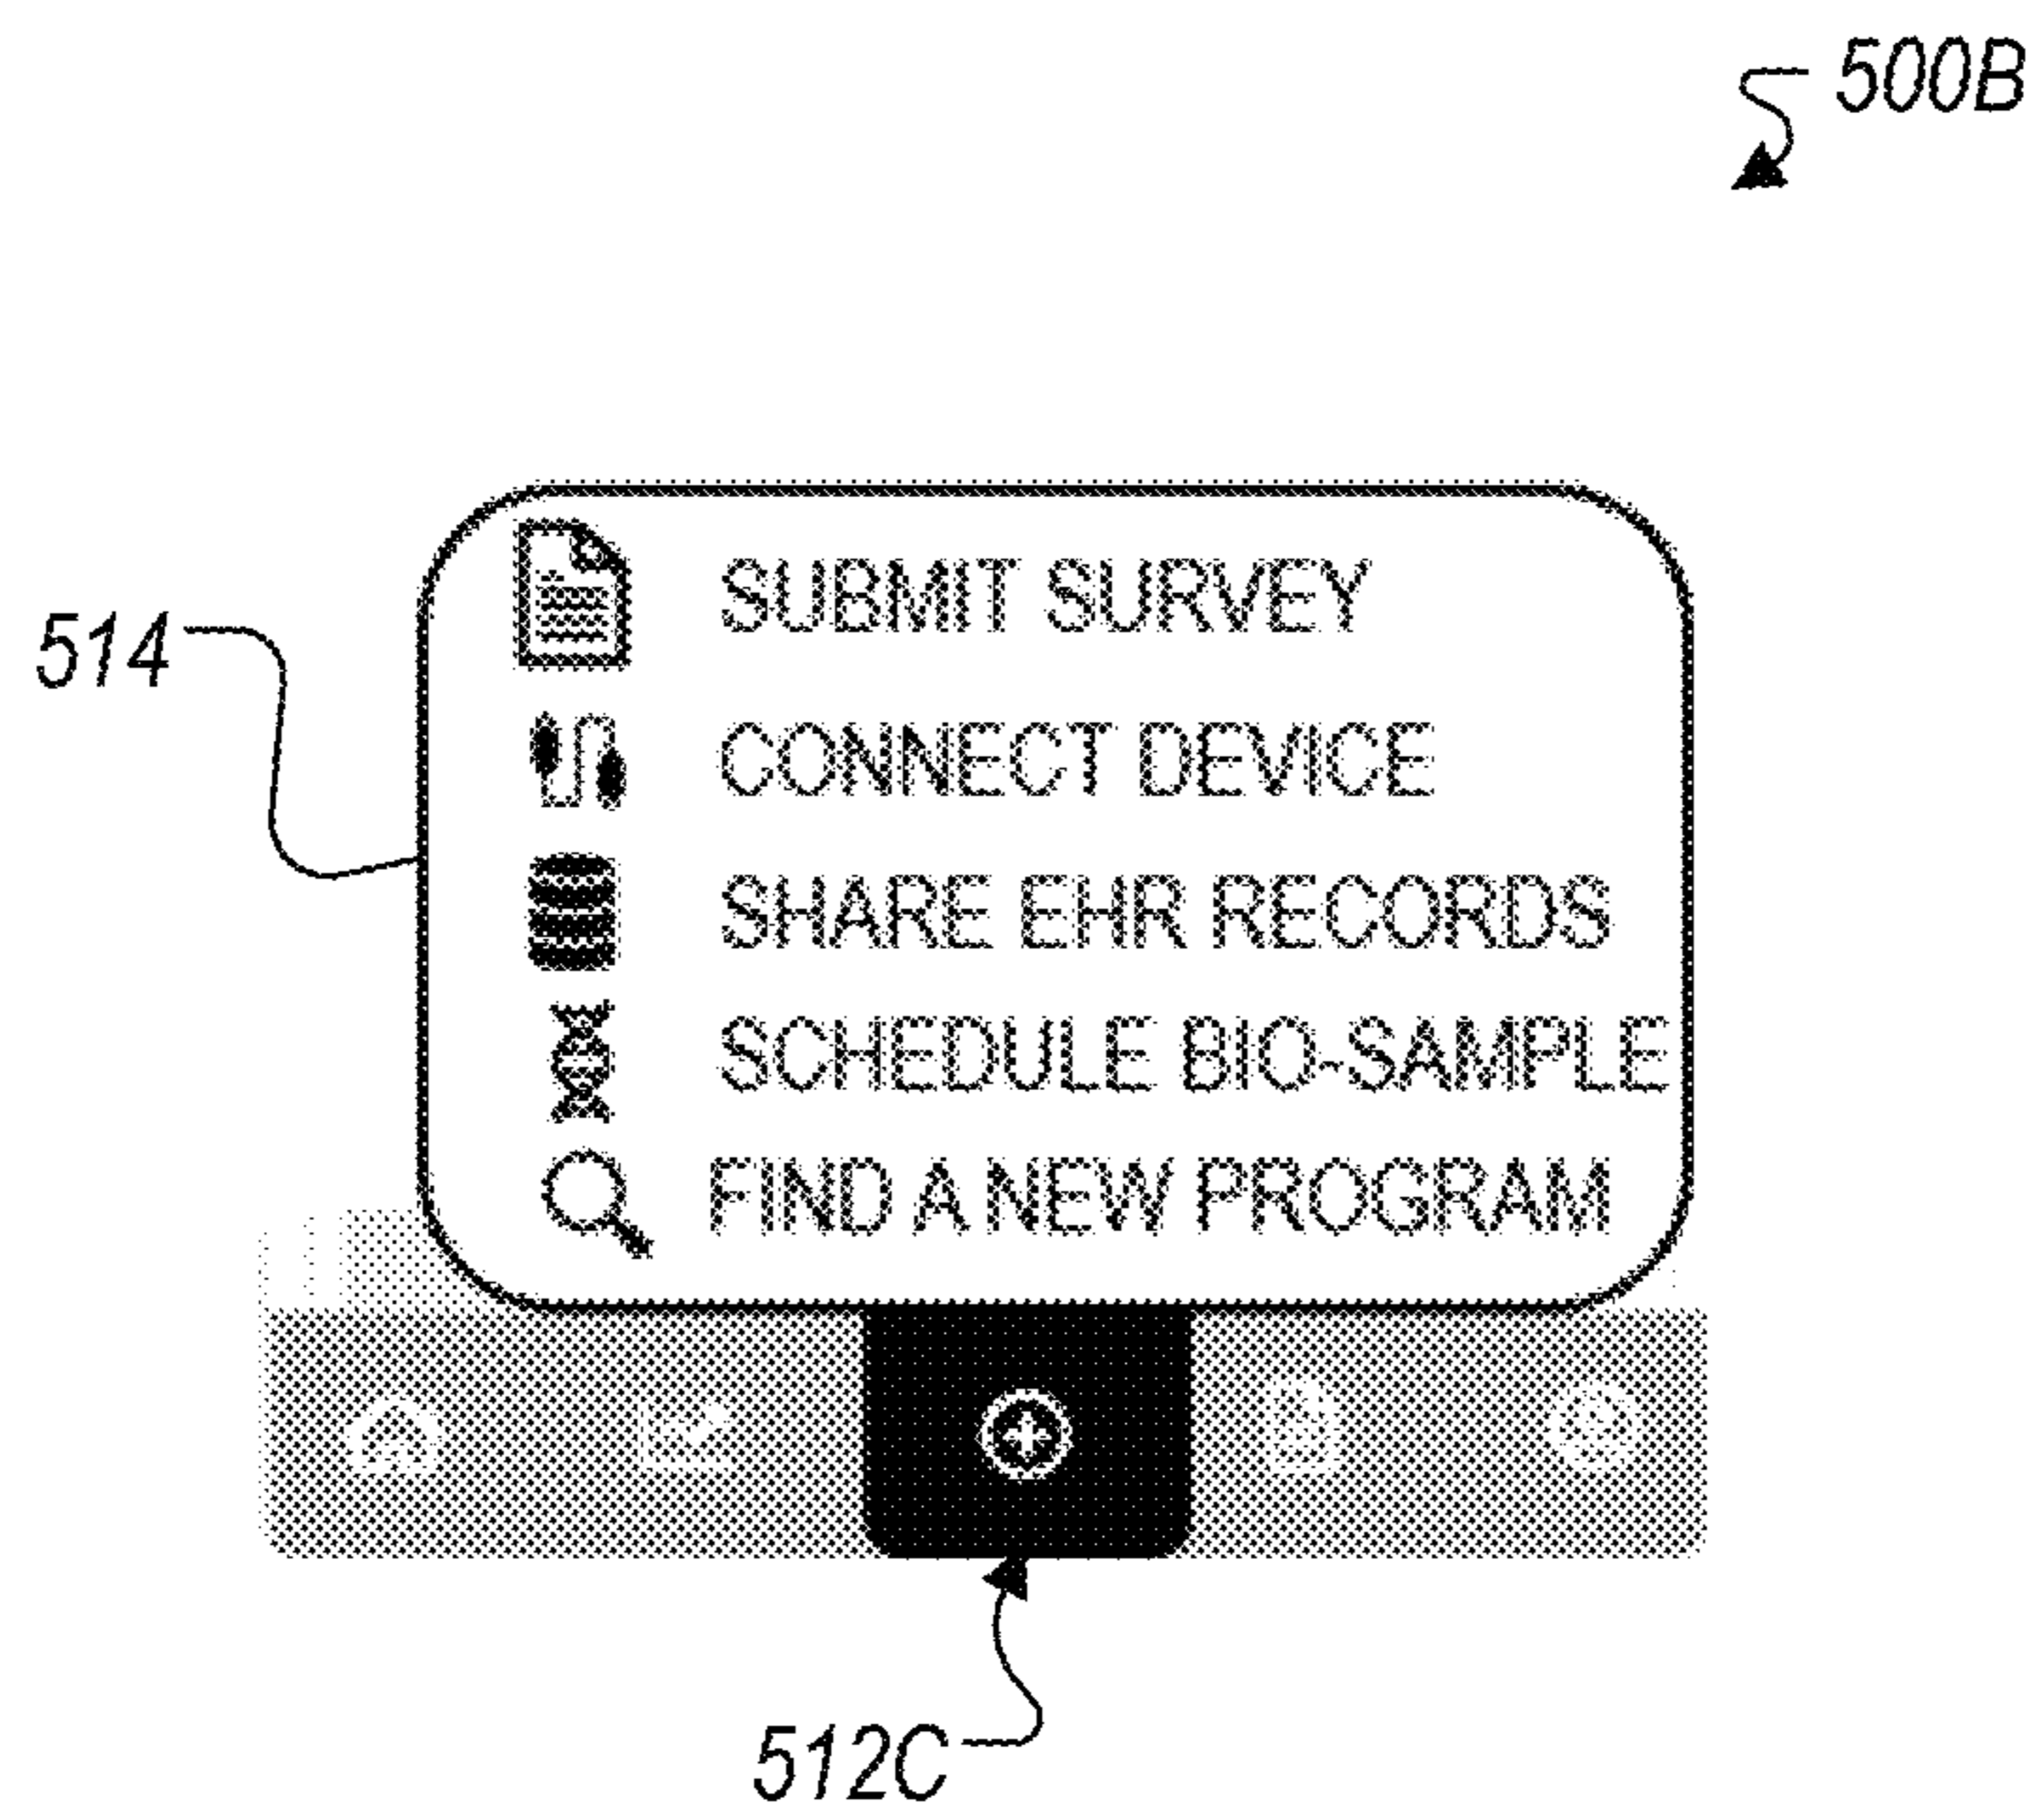 500B
514
SUBMIT SURVEY
CONNECT DEVICE
SHARE EHR RECORDS
SCHEDULE BIO-SAMPLE
FIND A NEW PROGRAM
512C